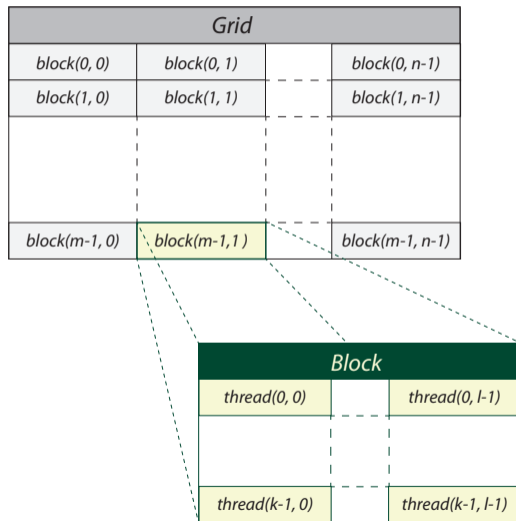 Grid
block(0, 0) block(0, 1) block(0, n-1)
block(1, 0) block(1, 1) block(1, n-1)
block(m-1, 0) block(m-1,1 ) block(m-1, n-1)
Block
thread(0, 0) thread(0, l-1)
thread(k-1, 0) thread(k-1, l-1)